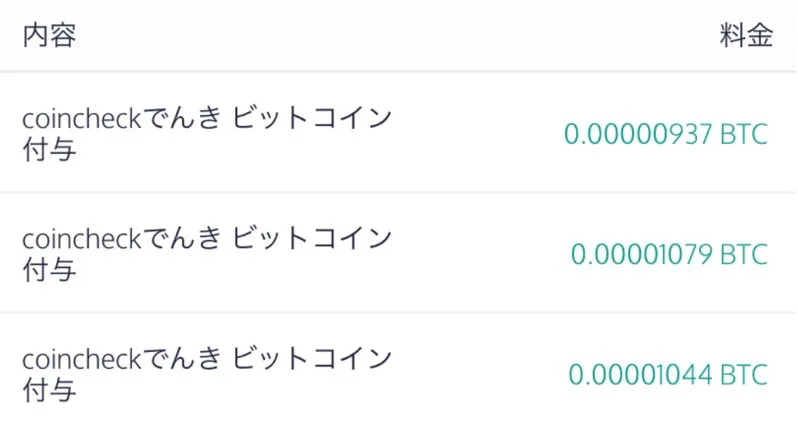 内容 料金
coincheckでんき ビットコイン
付与
0.00000937 BTC
coincheckでんき ビットコイン
付与
0.00001079 BTC
coincheckでんき ビットコイン
付与
0.00001044 BTC